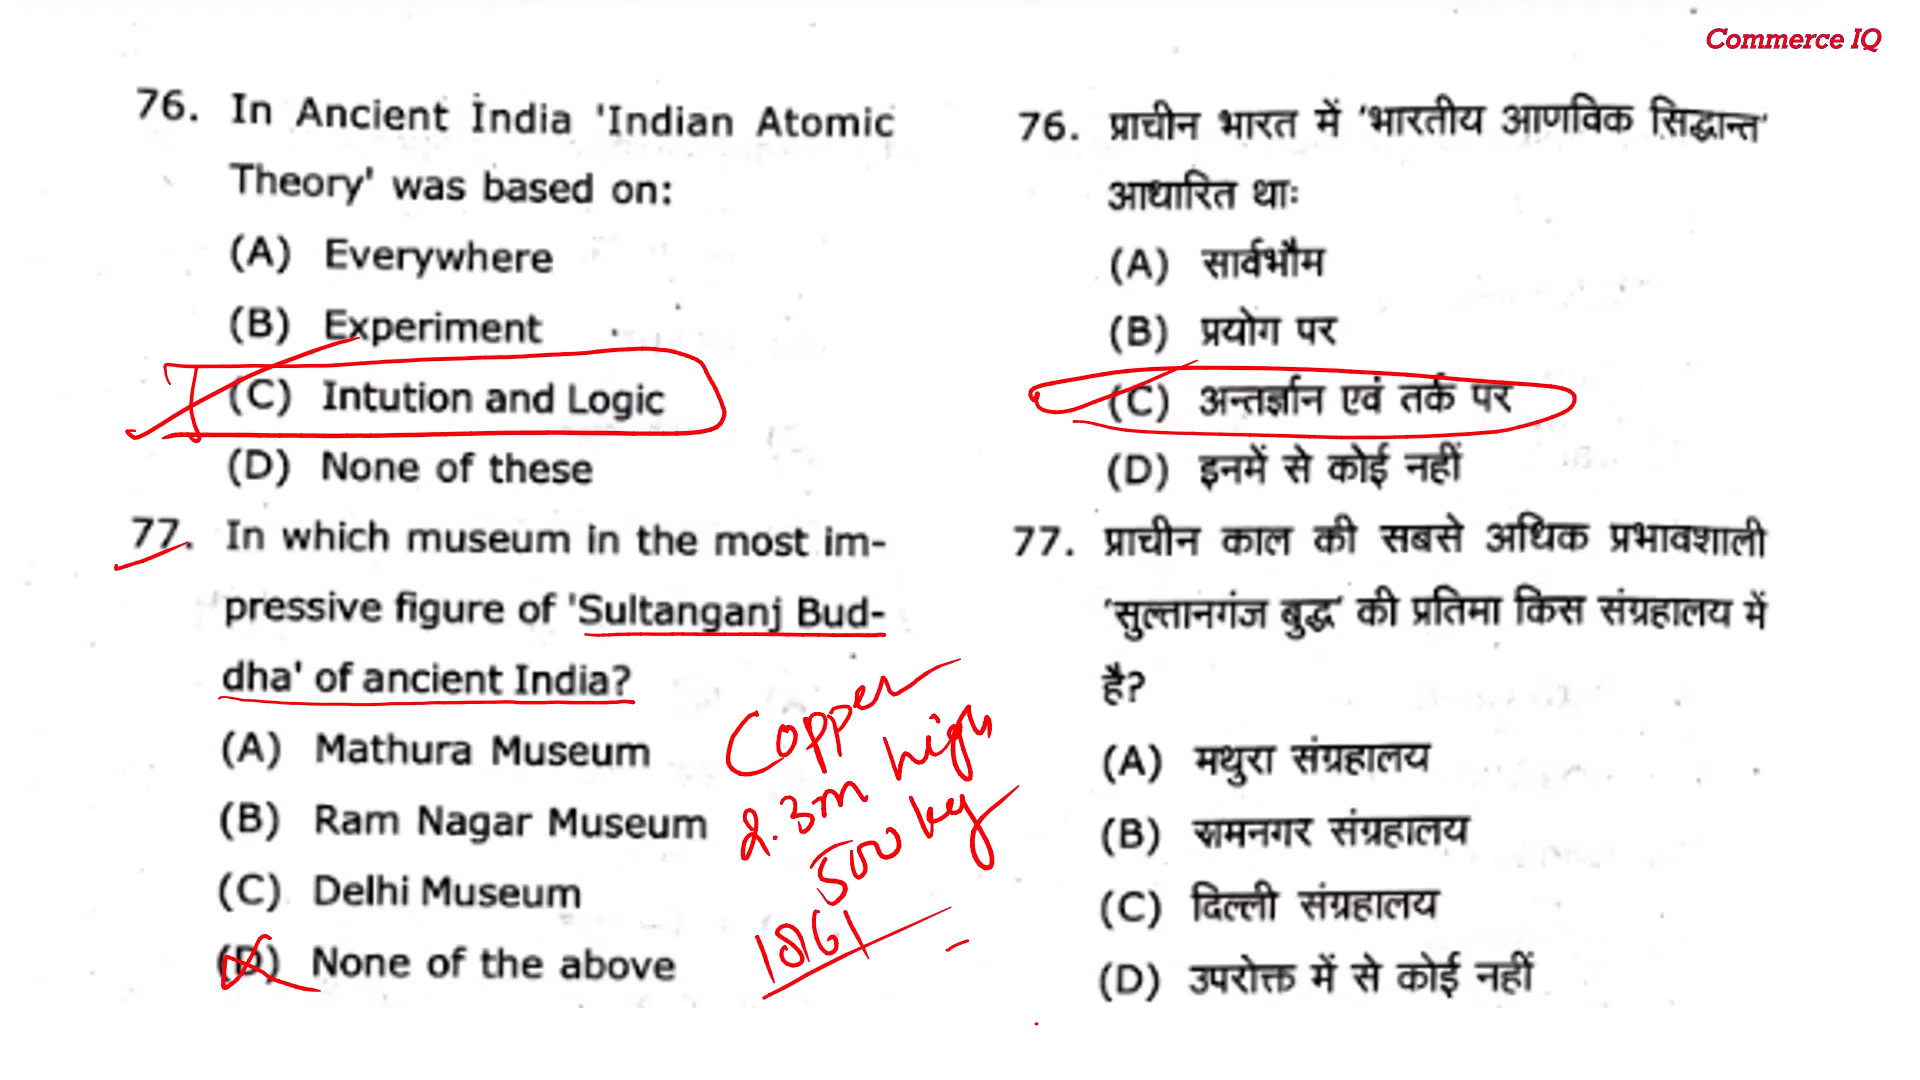 Commerce IQ
76. In Ancient India 'Indian Atomic
Theory' was based on:
(A) Everywhere
(B) Experiment
(C) Intution and Logic
(D) None of these
77. In which museum in the most im-
pressive figure of 'Sultanganj Bud-
dha' of ancient India?
(A) Mathura Museum
(B) Ram Nagar Museum
(C) Delhi Museum
(D) None of the above
Copper
2.3m high
500 kg
1861
76. प्राचीन भारत में 'भारतीय आणविक सिद्धान्त'
आधारित थाः
(A) सार्वभौम
(B) प्रयोग पर
(C) अन्तर्ज्ञान एवं तर्क पर
(D) इनमें से कोई नहीं
77. प्राचीन काल की सबसे अधिक प्रभावशाली
'सुल्तानगंज बुद्ध' की प्रतिमा किस संग्रहालय में
है?
(A) मथुरा संग्रहालय
(B) रामनगर संग्रहालय
(C) दिल्ली संग्रहालय
(D) उपरोक्त में से कोई नहीं